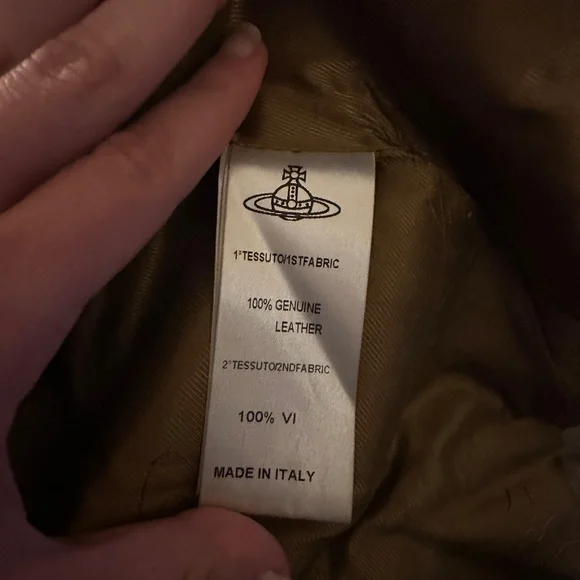 1°TESSUTO/1STFABRIC
100% GENUINE
LEATHER
2°TESSUTO/2NDFABRIC
100% VI
MADE IN ITALY